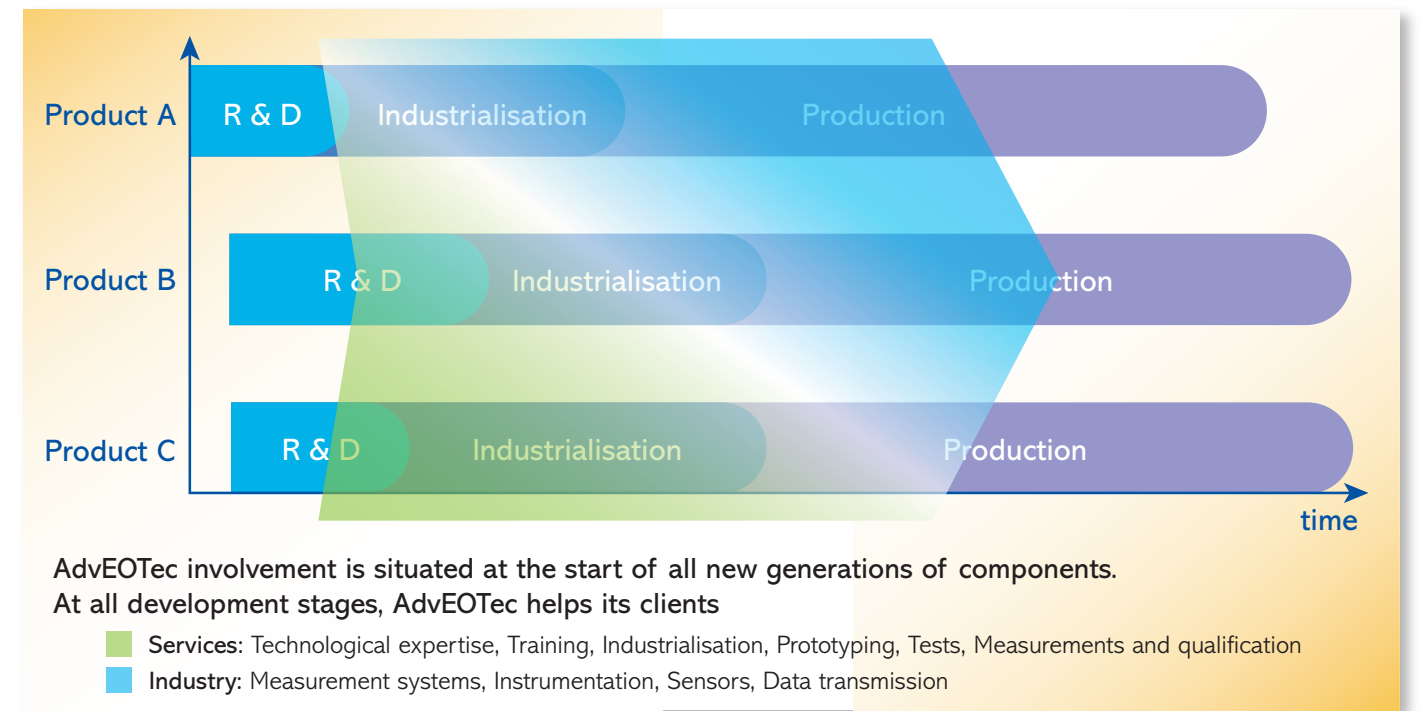 Product A R & D Industrialisation Production
Product B R & D Industrialisation Production
Product C R & D Industrialisation Production
time
AdvEOTec involvement is situated at the start of all new generations of components.
At all development stages, AdvEOTec helps its clients
Services: Technological expertise, Training, Industrialisation, Prototyping, Tests, Measurements and qualification
Industry: Measurement systems, Instrumentation, Sensors, Data transmission